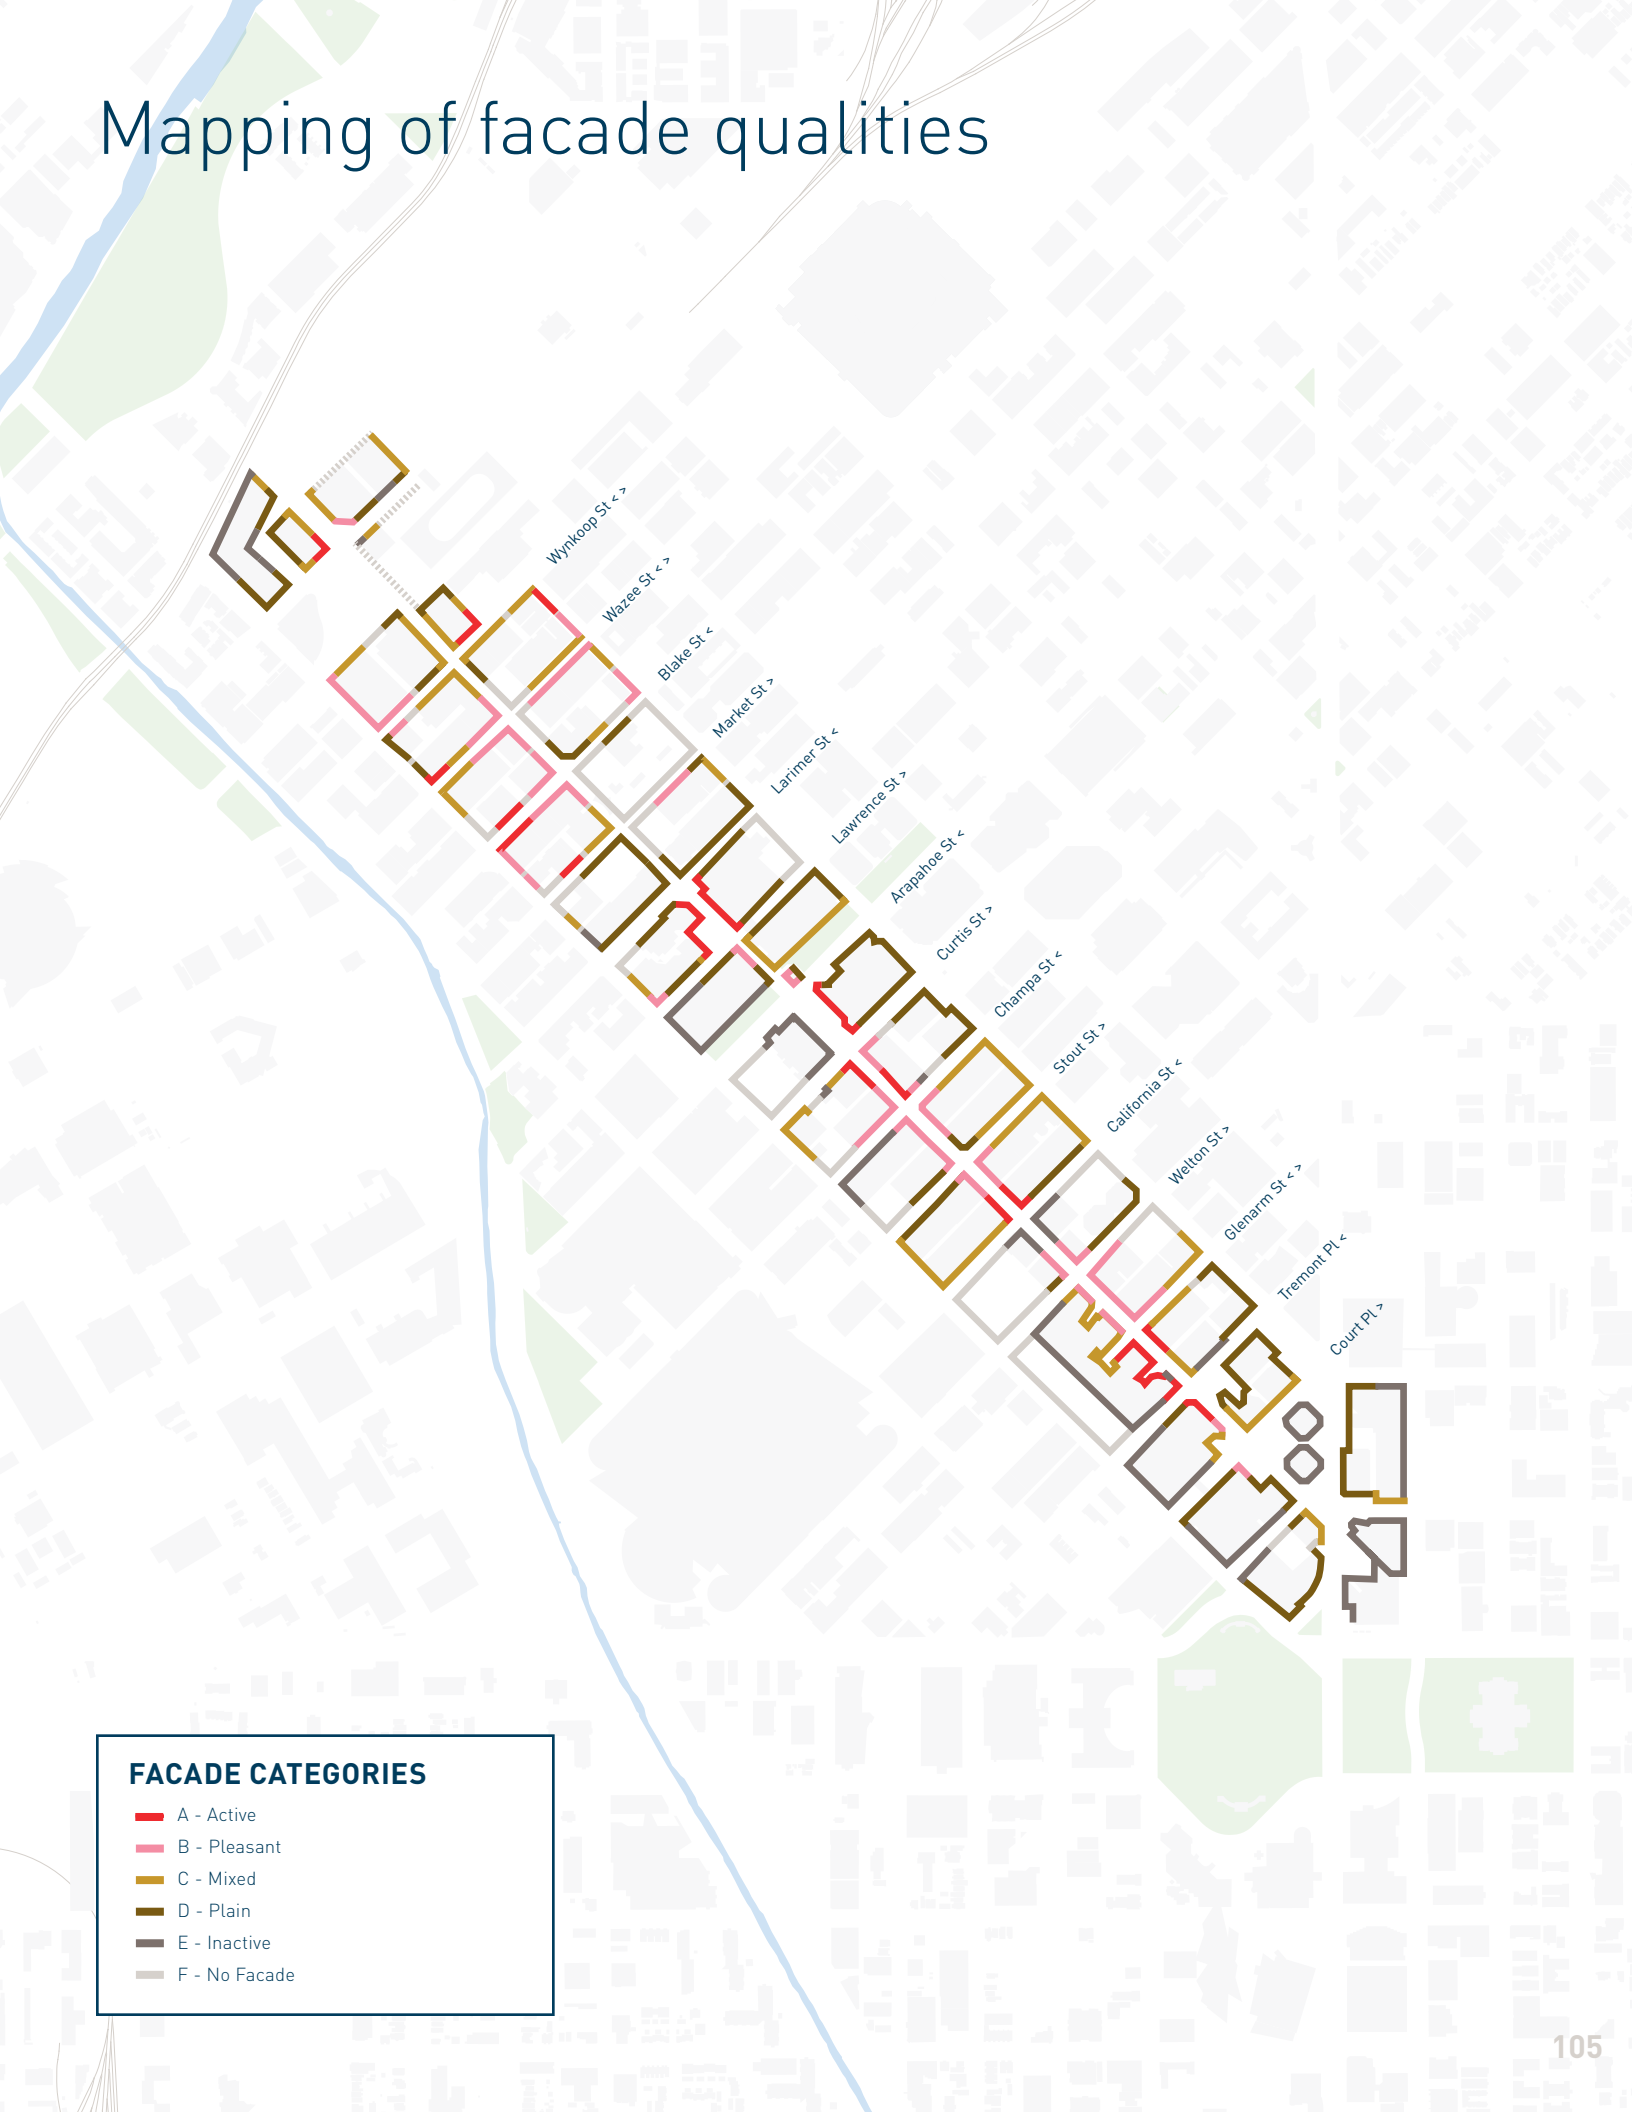 Mapping of facade qualities
Wynkoop St < >
Wazee St < >
Blake St <
Market St >
Larimer St <
Lawrence St >
Arapahoe St <
Curtis St >
Champa St <
Stout St >
California St <
Welton St >
Glenarm St < >
Tremont Pl <
Court Pl >
FACADE CATEGORIES
A - Active
B - Pleasant
C - Mixed
D - Plain
E - Inactive
F - No Facade
105